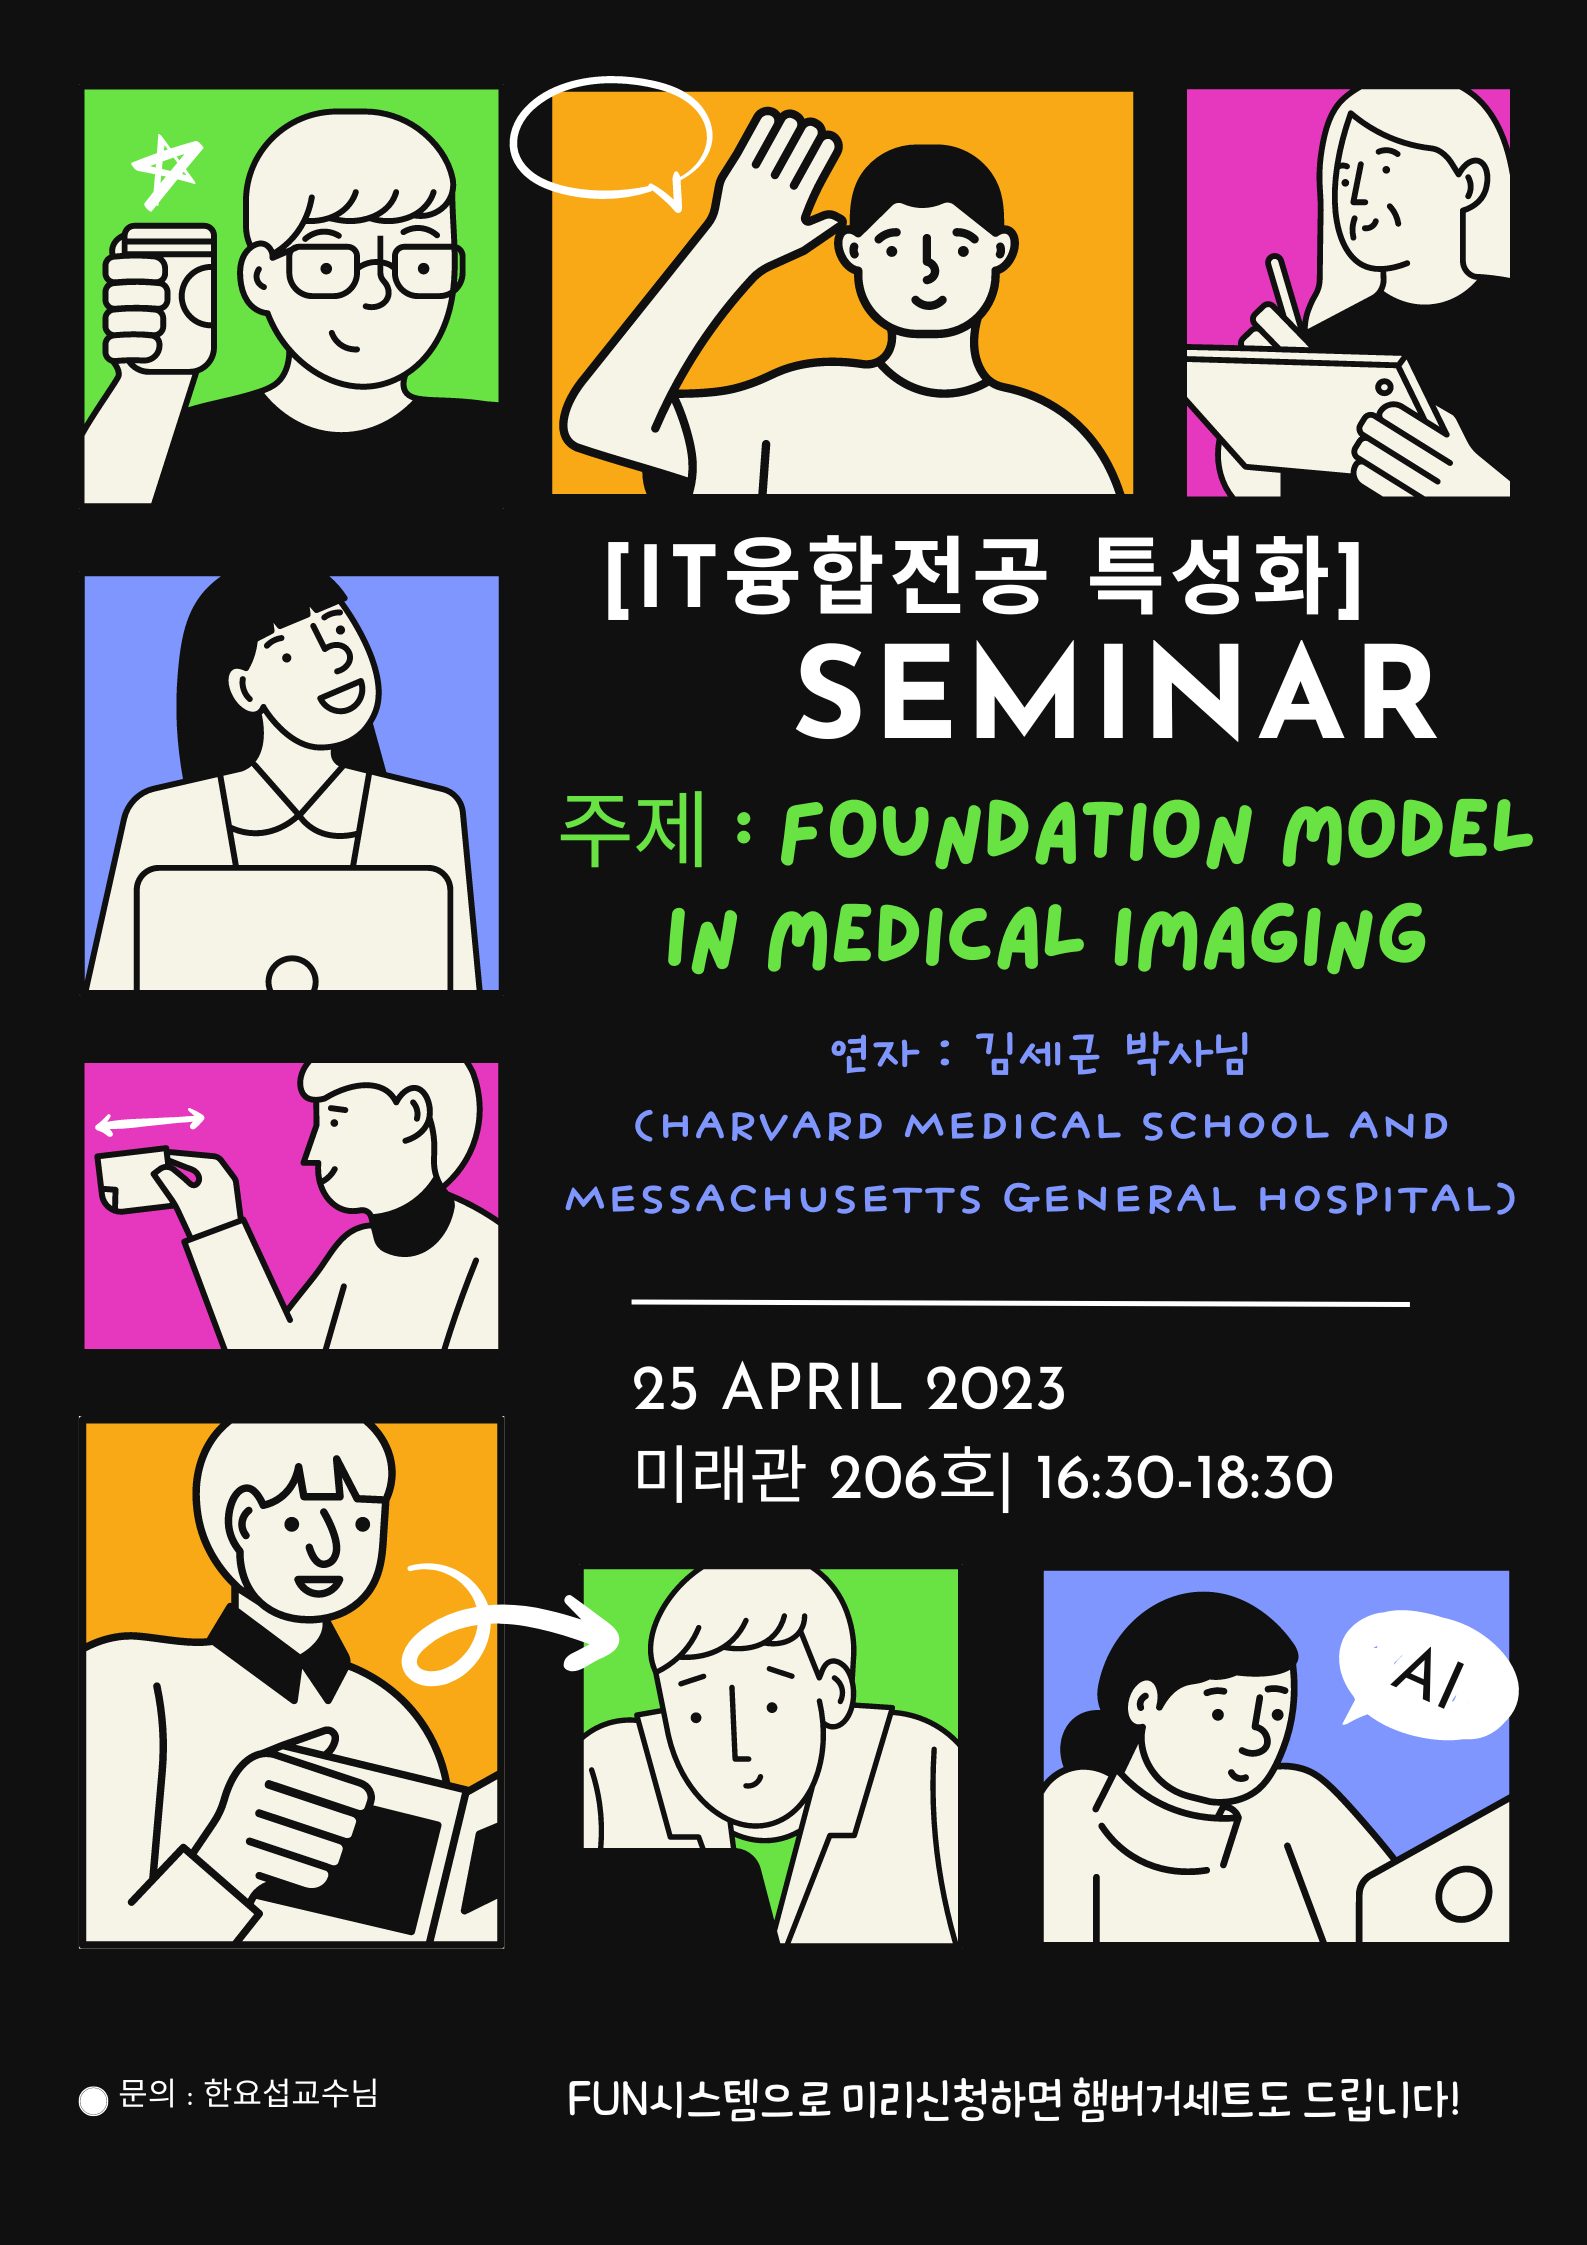 [IT융합전공 특성화]
SEMINAR
주제 : FOUNDATION MODEL
IN MEDICAL IMAGING
연자 : 김세근 박사님
(HARVARD MEDICAL SCHOOL AND
MESSACHUSETTS GENERAL HOSPITAL)
25 APRIL 2023
미래관 206호| 16:30-18:30
AI
문의 : 한요섭교수님
FUN시스템으로 미리신청하면 햄버거세트도 드립니다!